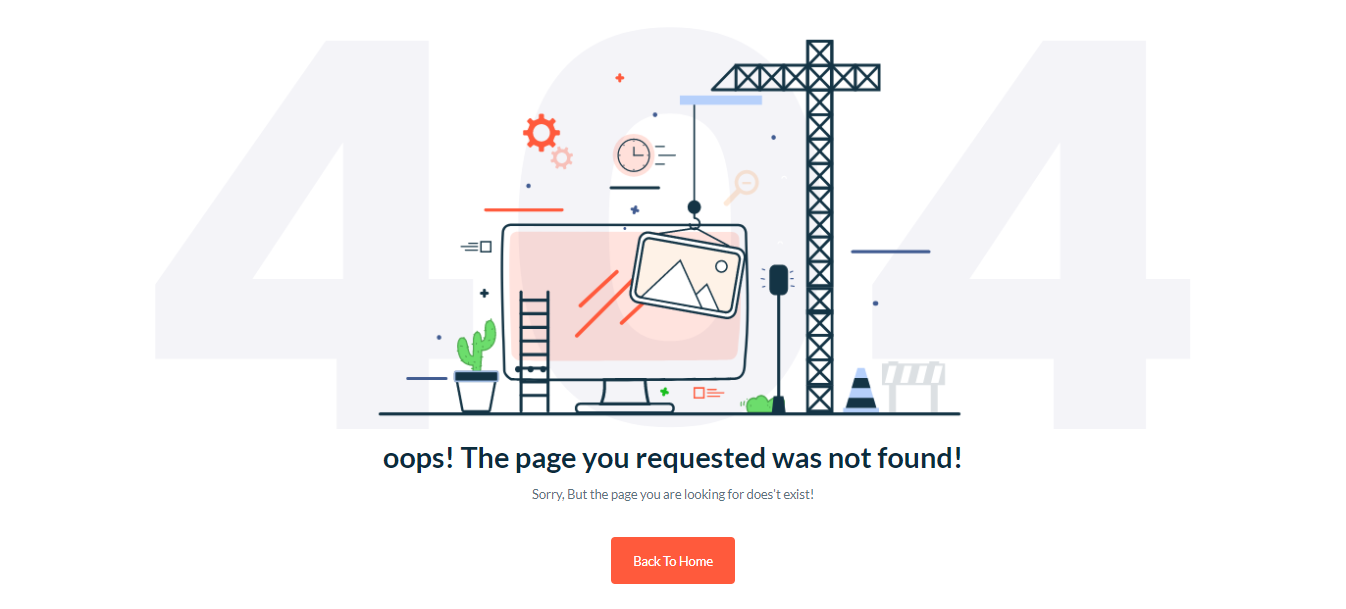 404
oops! The page you requested was not found!
Sorry, But the page you are looking for does't exist!
Back To Home